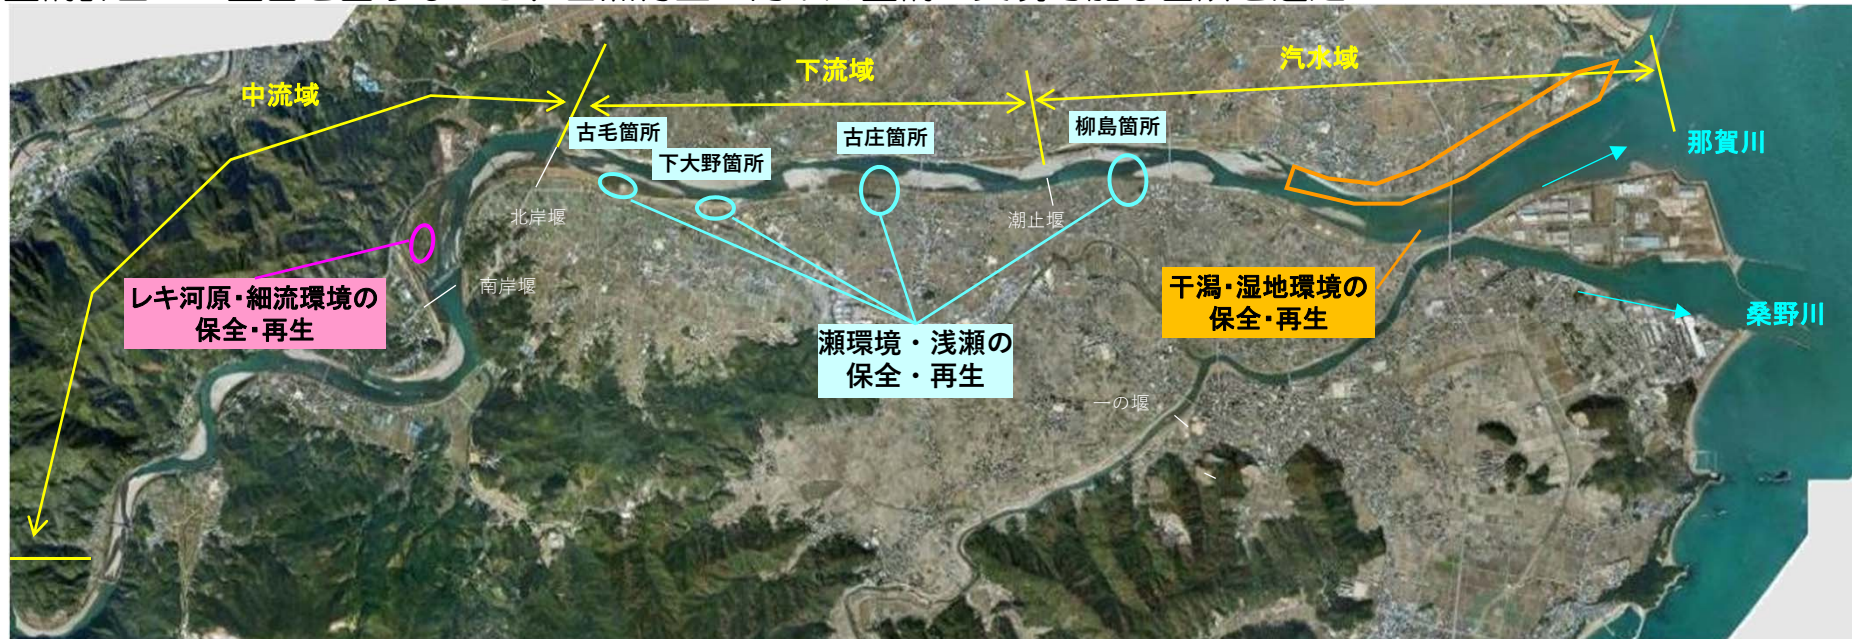 中流域
下流域
汽水域
古毛箇所
下大野箇所
古庄箇所
柳島箇所
那賀川
北岸堰
潮止堰
南岸堰
レキ河原・細流環境の
保全・再生
瀬環境・浅瀬の
保全・再生
干潟・湿地環境の
保全・再生
桑野川
一の堰